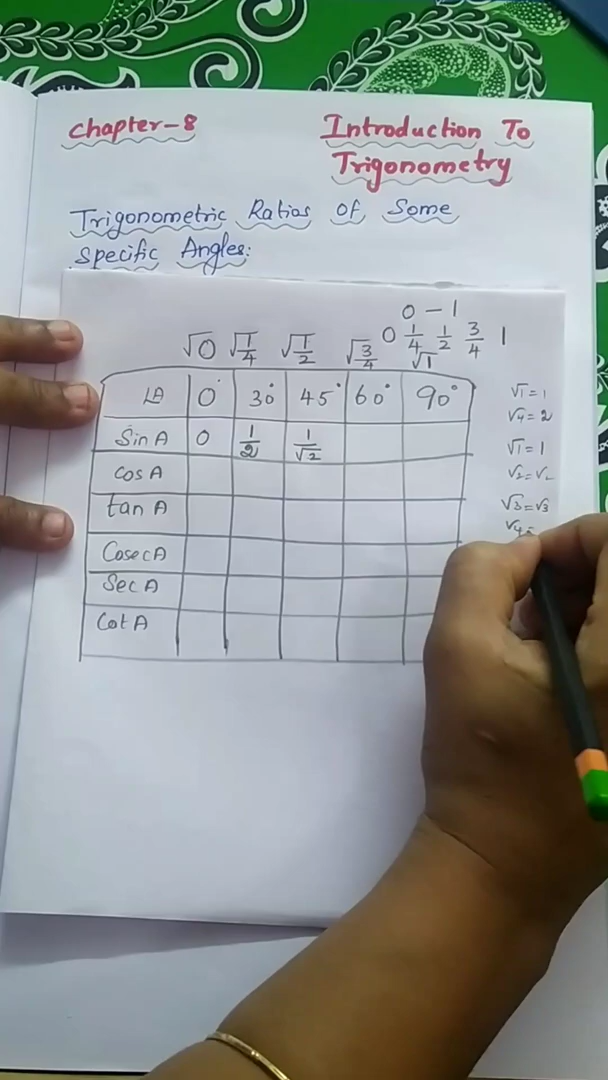 Chapter-8 Introduction To
Trigonometry
Trigonometric Ratios Of Some
Specific Angles:
0 - 1
0 1/4 1/2 3/4 1
√0 √1/4 √1/2 √3/4 √1
∠A 0° 30° 45° 60° 90°
Sin A 0 1/2 1/√2
Cos A
tan A
Cosec A
Sec A
Cot A
√1 = 1
√4 = 2
√1 = 1
√2 = √2
√3 = √3
√4 =